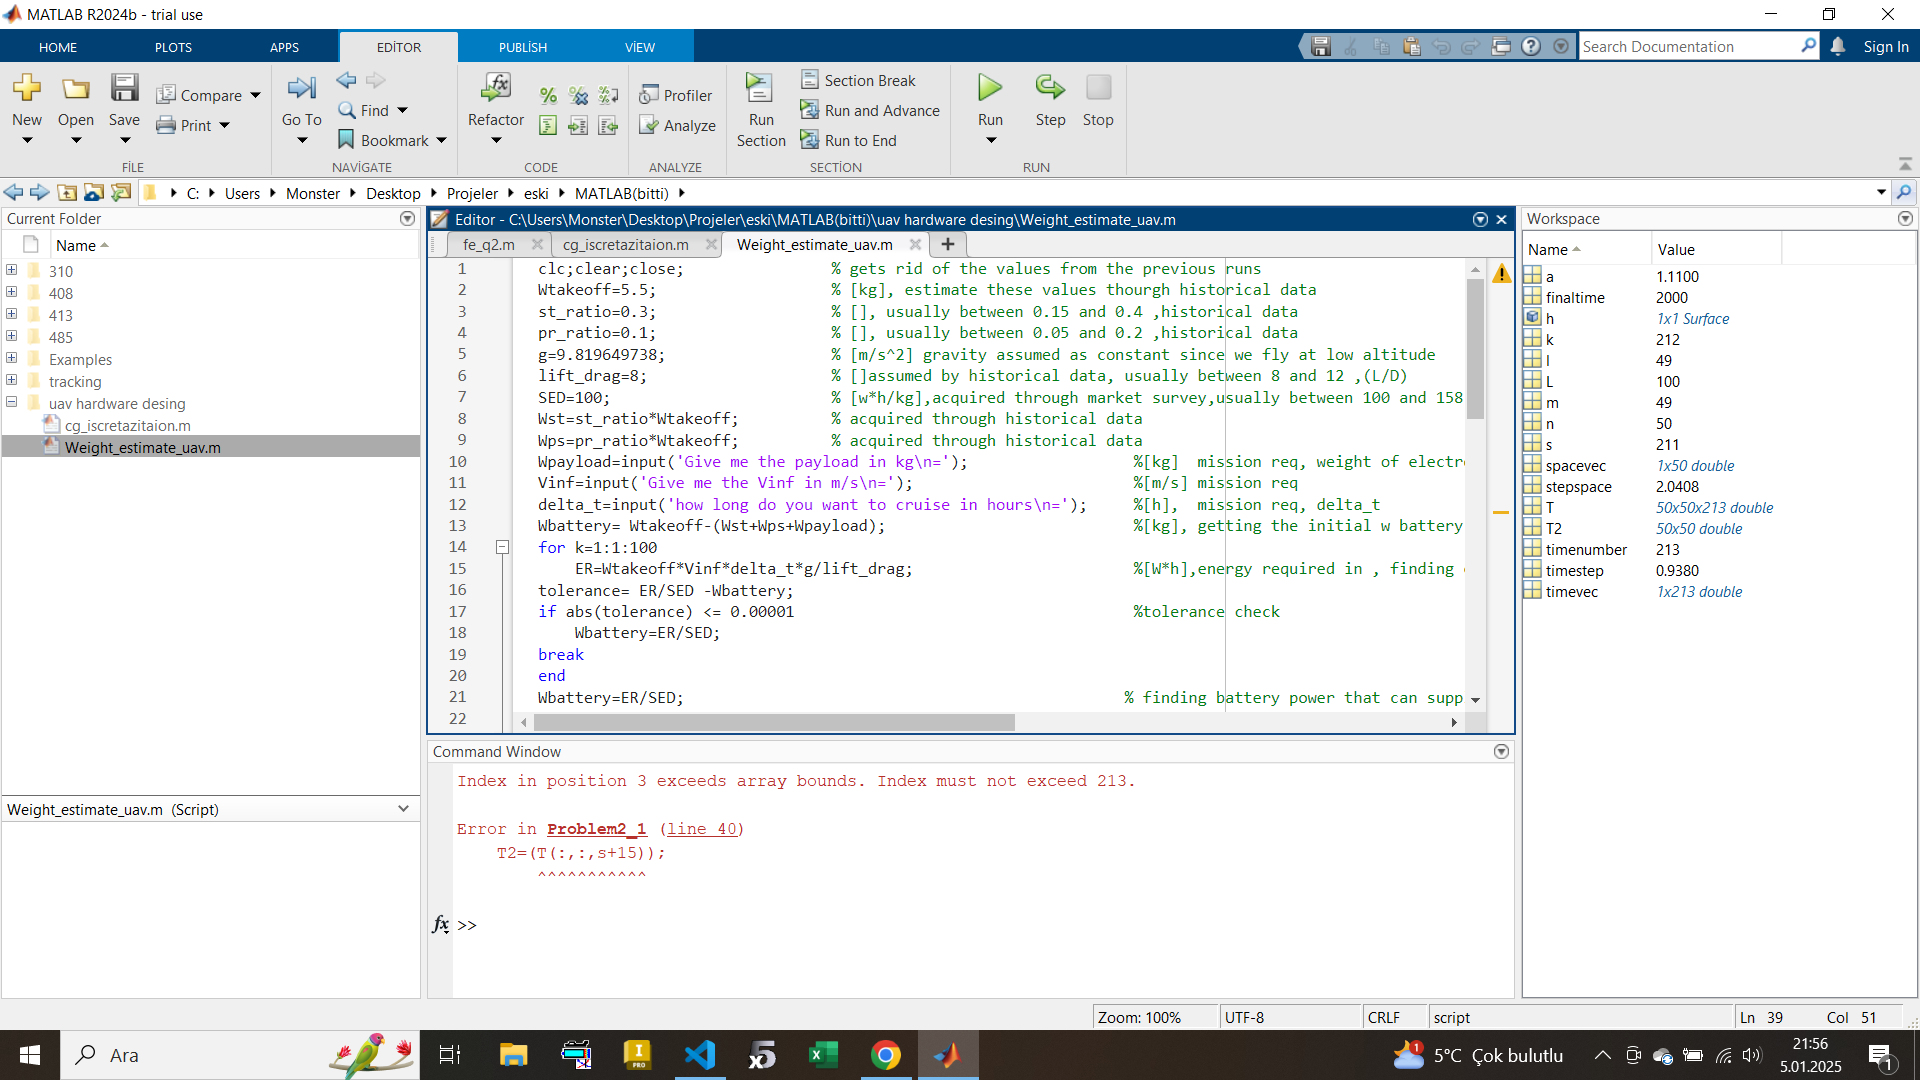 MATLAB R2024b - trial use
HOME PLOTS APPS EDİTOR PUBLİSH VİEW
Search Documentation
Sign In
New Open Save Compare Print
FİLE
Go To Find Bookmark
NAVİGATE
Refactor
CODE
Profiler
Analyze
ANALYZE
Run Section
Section Break
Run and Advance
Run to End
SECTİON
Run Step Stop
RUN
C: Users Monster Desktop Projeler eski MATLAB(bitti)
Current Folder
Name
310
408
413
485
Examples
tracking
uav hardware desing
cg_iscretazitaion.m
Weight_estimate_uav.m
Weight_estimate_uav.m (Script)
Editor - C:\Users\Monster\Desktop\Projeler\eski\MATLAB(bitti)\uav hardware desing\Weight_estimate_uav.m
fe_q2.m cg_iscretazitaion.m Weight_estimate_uav.m
1 clc;clear;close; % gets rid of the values from the previous runs
2 Wtakeoff=5.5; % [kg], estimate these values thourgh historical data
3 st_ratio=0.3; % [], usually between 0.15 and 0.4 ,historical data
4 pr_ratio=0.1; % [], usually between 0.05 and 0.2 ,historical data
5 g=9.819649738; % [m/s^2] gravity assumed as constant since we fly at low altitude
6 lift_drag=8; % []assumed by historical data, usually between 8 and 12 ,(L/D)
7 SED=100; % [w*h/kg],acquired through market survey,usually between 100 and 158
8 Wst=st_ratio*Wtakeoff; % acquired through historical data
9 Wps=pr_ratio*Wtakeoff; % acquired through historical data
10 Wpayload=input('Give me the payload in kg\n='); %[kg] mission req, weight of electr
11 Vinf=input('Give me the Vinf in m/s\n='); %[m/s] mission req
12 delta_t=input('how long do you want to cruise in hours\n='); %[h], mission req, delta_t
13 Wbattery= Wtakeoff-(Wst+Wps+Wpayload); %[kg], getting the initial w battery
14 for k=1:1:100
15 ER=Wtakeoff*Vinf*delta_t*g/lift_drag; %[W*h],energy required in , finding
16 tolerance= ER/SED -Wbattery;
17 if abs(tolerance) <= 0.00001 %tolerance check
18 Wbattery=ER/SED;
19 break
20 end
21 Wbattery=ER/SED; % finding battery power that can supp
22
Command Window
Index in position 3 exceeds array bounds. Index must not exceed 213.
Error in Problem2_1 (line 40)
T2=(T(:,:,s+15));
^^^^^^^^^^^
fx >>
Workspace
Name Value
a 1.1100
finaltime 2000
h 1x1 Surface
k 212
l 49
L 100
m 49
n 50
s 211
spacevec 1x50 double
stepspace 2.0408
T 50x50x213 double
T2 50x50 double
timenumber 213
timestep 0.9380
timevec 1x213 double
Zoom: 100% UTF-8 CRLF script Ln 39 Col 51
Ara
5°C Çok bulutlu
21:56
5.01.2025